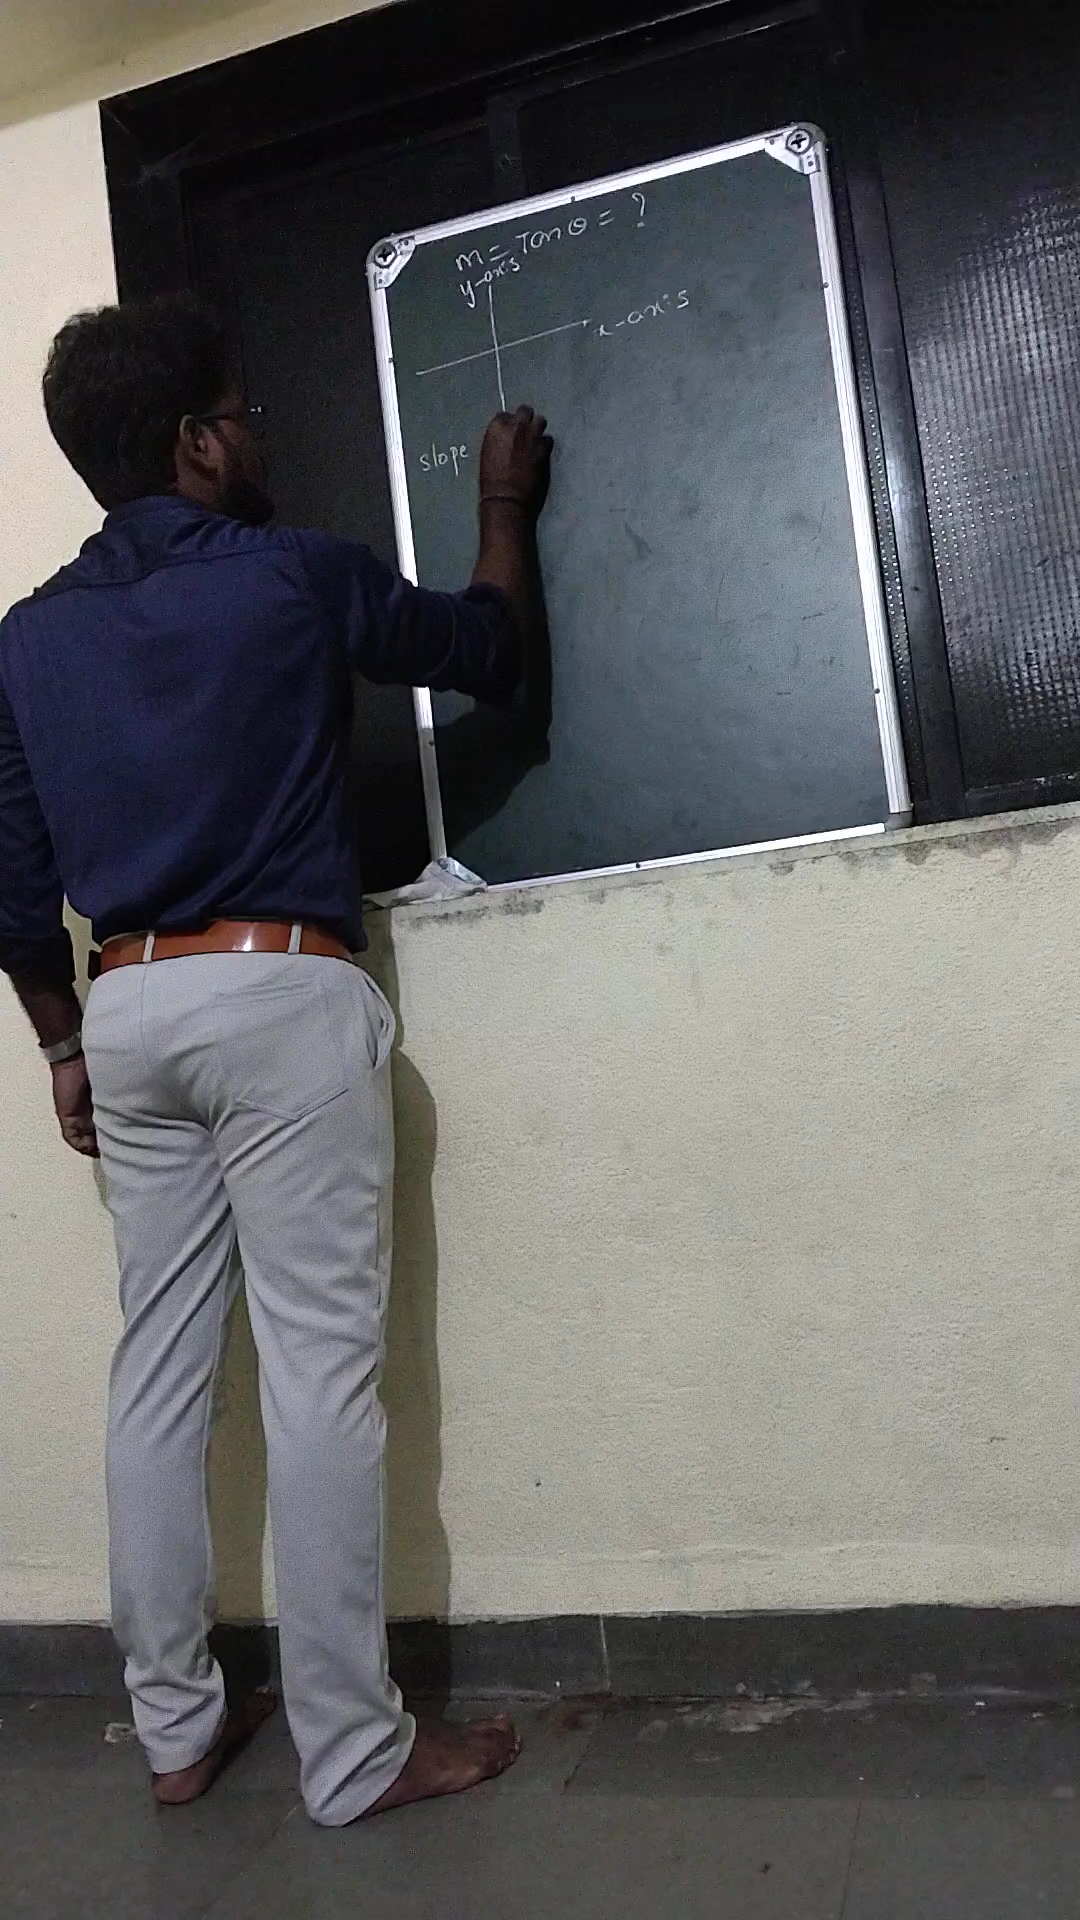 m = Tan θ = ?
y-axis
x-axis
slope